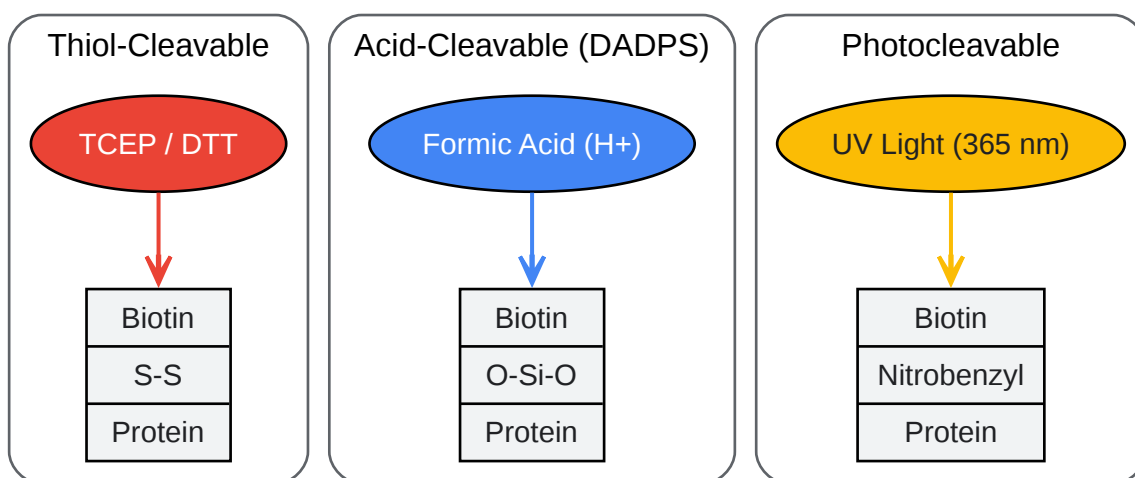 Thiol-Cleavable
TCEP / DTT
Biotin
S-S
Protein
Acid-Cleavable (DADPS)
Formic Acid (H+)
Biotin
O-Si-O
Protein
Photocleavable
UV Light (365 nm)
Biotin
Nitrobenzyl
Protein